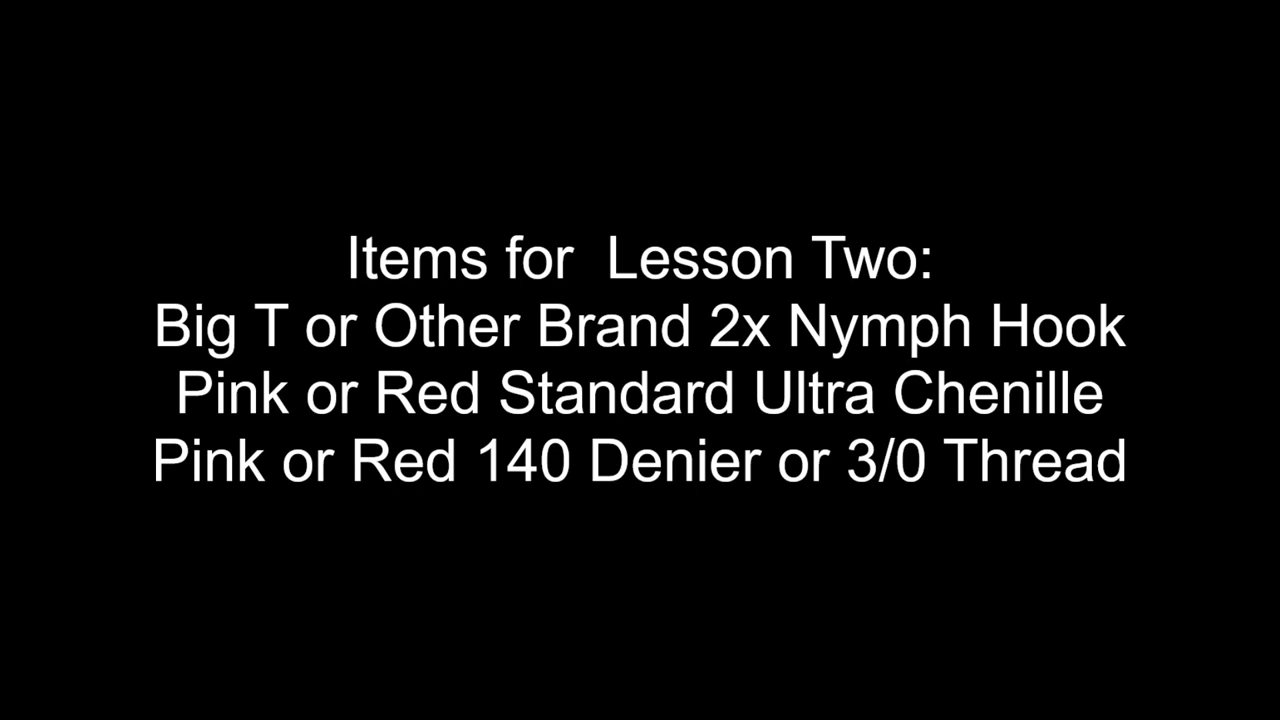 Items for  Lesson Two:
Big T or Other Brand 2x Nymph Hook
Pink or Red Standard Ultra Chenille
Pink or Red 140 Denier or 3/0 Thread